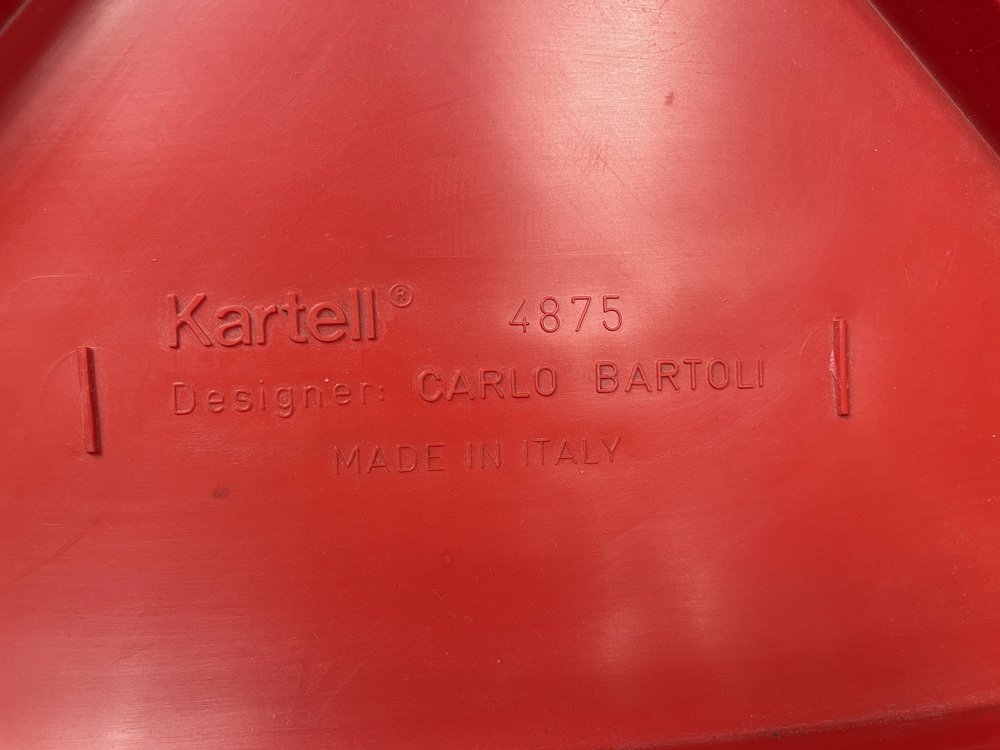 Kartell® 4875
Designer: CARLO BARTOLI
MADE IN ITALY